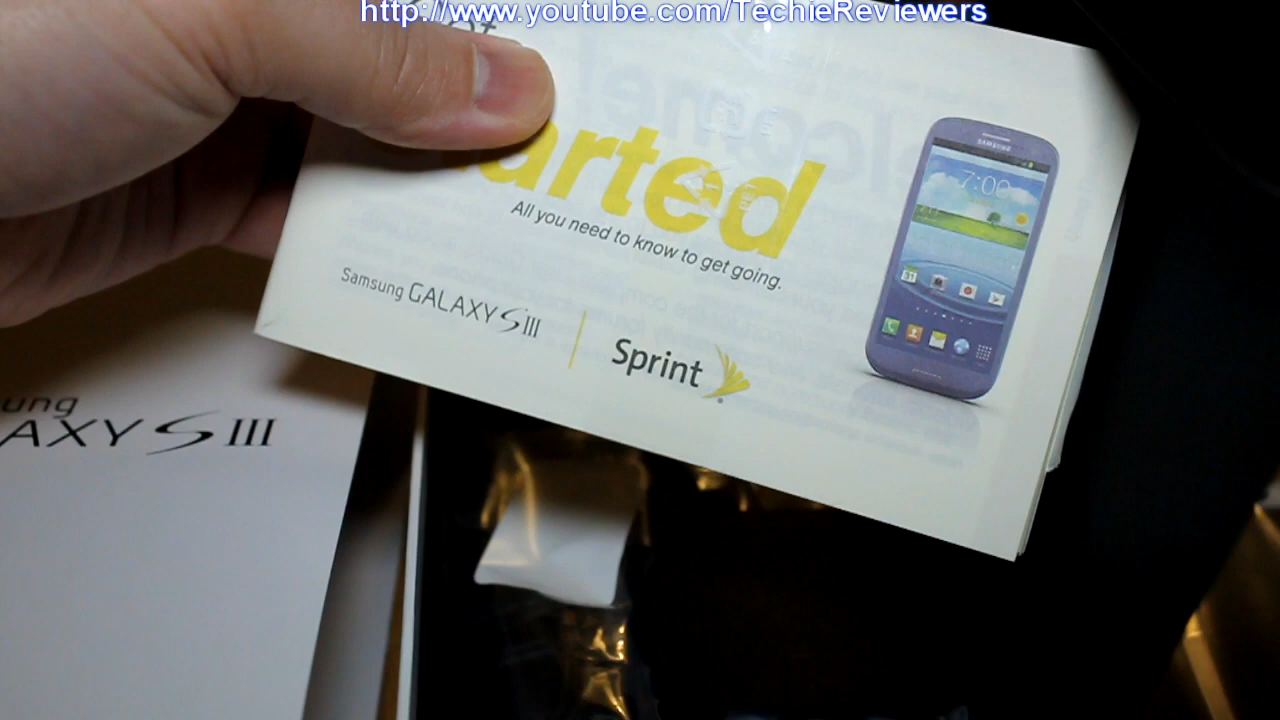 http://www.youtube.com/TechieReviewers
arted
All you need to know to get going.
Samsung GALAXY S III
Sprint
SAMSUNG
7:00
31
ung
AXY S III